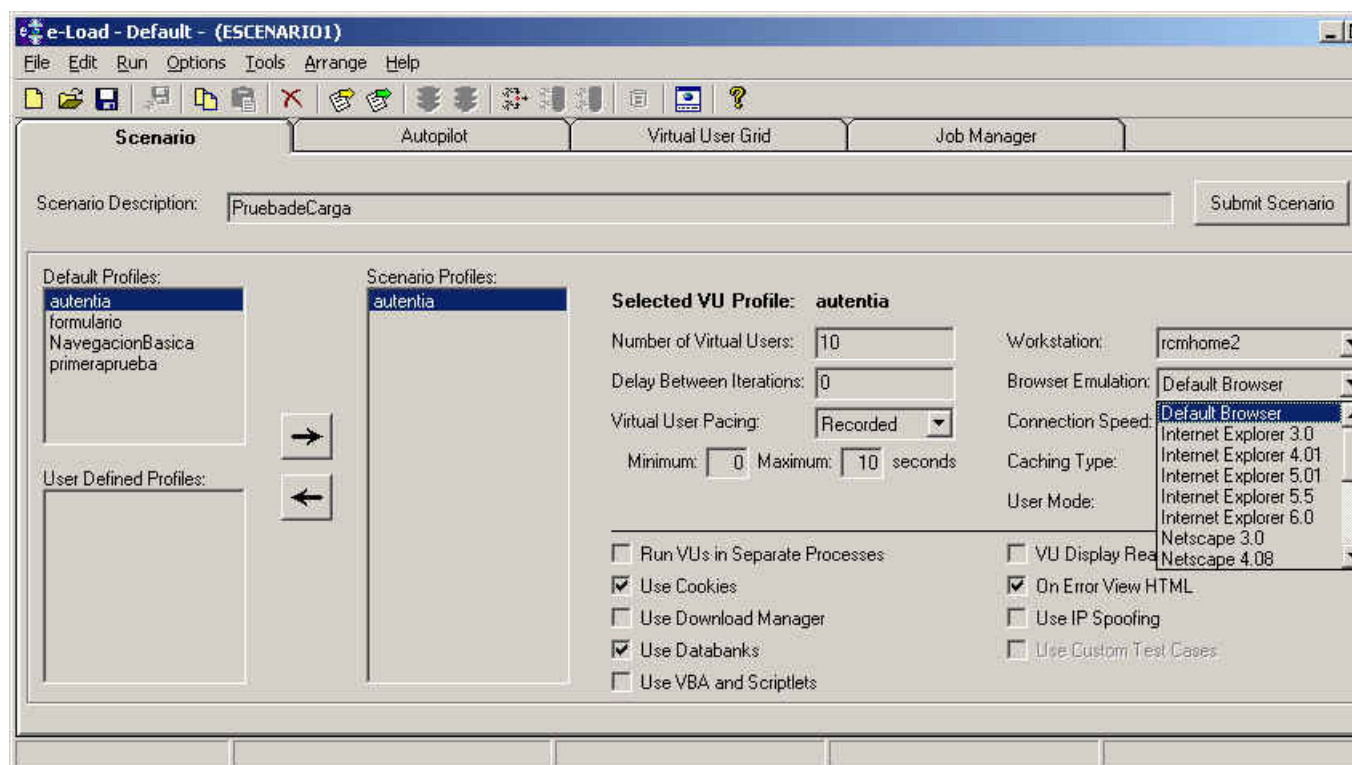 e-Load - Default - (ESCENARIO1)
File Edit Run Options Tools Arrange Help
Scenario Autopilot Virtual User Grid Job Manager
Scenario Description: PruebadeCarga Submit Scenario
Default Profiles:
autentia
formulario
NavegacionBasica
primeraprueba
User Defined Profiles:
Scenario Profiles:
autentia
Selected VU Profile: autentia
Number of Virtual Users: 10
Delay Between Iterations: 0
Virtual User Pacing: Recorded
Minimum: 0 Maximum: 10 seconds
Workstation: rcmhome2
Browser Emulation: Default Browser
Connection Speed:
Caching Type:
User Mode:
Default Browser
Internet Explorer 3.0
Internet Explorer 4.01
Internet Explorer 5.01
Internet Explorer 5.5
Internet Explorer 6.0
Netscape 3.0
Netscape 4.08
Run VUs in Separate Processes
Use Cookies
Use Download Manager
Use Databanks
Use VBA and Scriptlets
VU Display Rea
On Error View HTML
Use IP Spoofing
Use Custom Test Cases